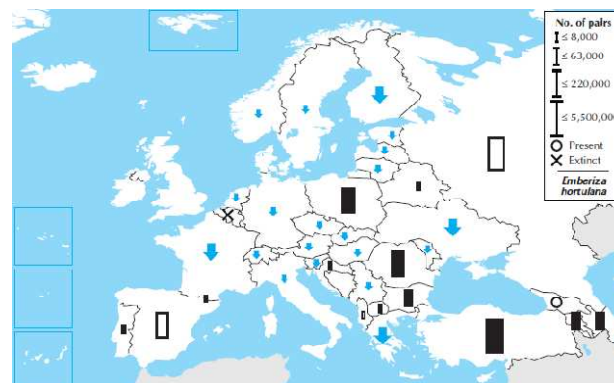 No. of pairs
≤ 8,000
≤ 63,000
≤ 220,000
≤ 5,500,000
Present
Extinct
Emberiza
hortulana